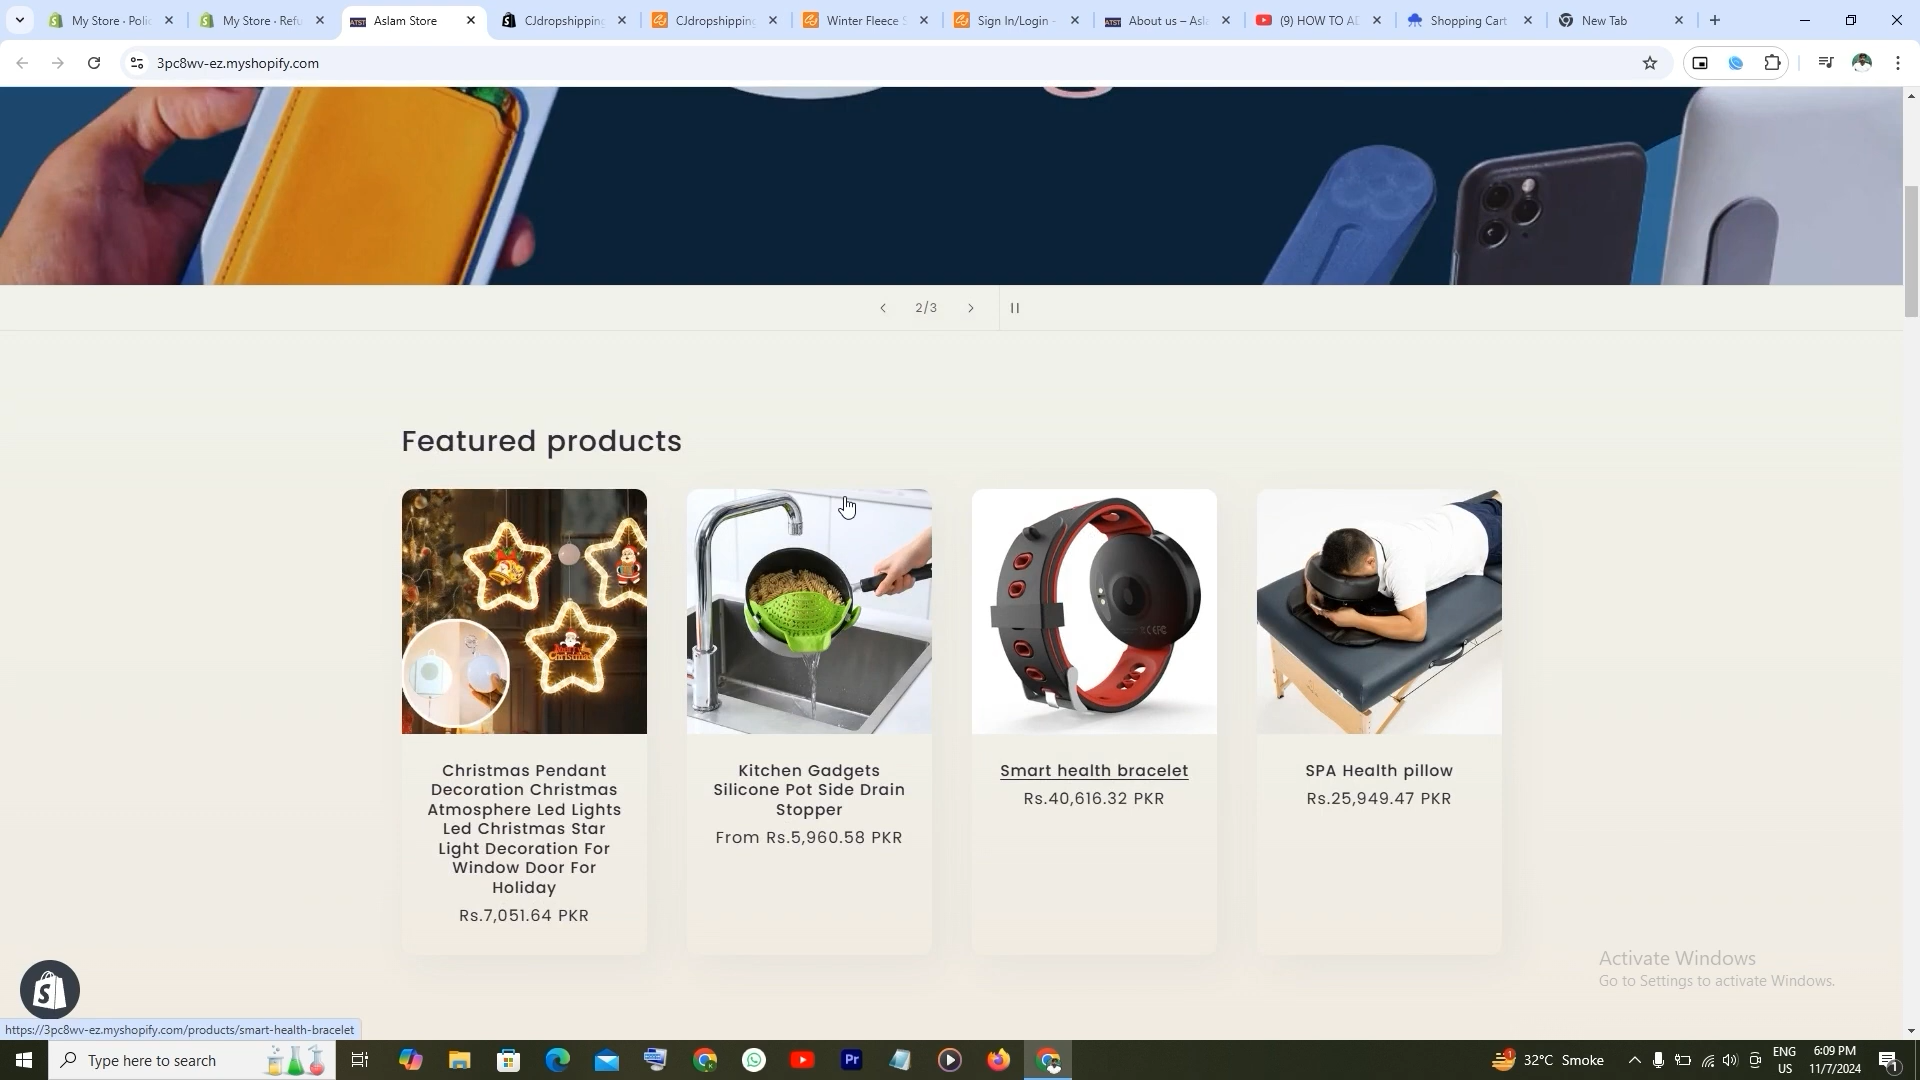 My Store · Polic
My Store · Refu
Aslam Store
CJdropshipping
CJdropshipping
Winter Fleece S
Sign In/Login -
About us – Asla
(9) HOW TO AD
Shopping Cart
New Tab
3pc8wv-ez.myshopify.com
2/3
Featured products
Christmas Pendant
Decoration Christmas
Atmosphere Led Lights
Led Christmas Star
Light Decoration For
Window Door For
Holiday
Rs.7,051.64 PKR
Kitchen Gadgets
Silicone Pot Side Drain
Stopper
From Rs.5,960.58 PKR
Smart health bracelet
Rs.40,616.32 PKR
SPA Health pillow
Rs.25,949.47 PKR
Activate Windows
Go to Settings to activate Windows.
https://3pc8wv-ez.myshopify.com/products/smart-health-bracelet
Type here to search
32°C Smoke
ENG
US
6:09 PM
11/7/2024